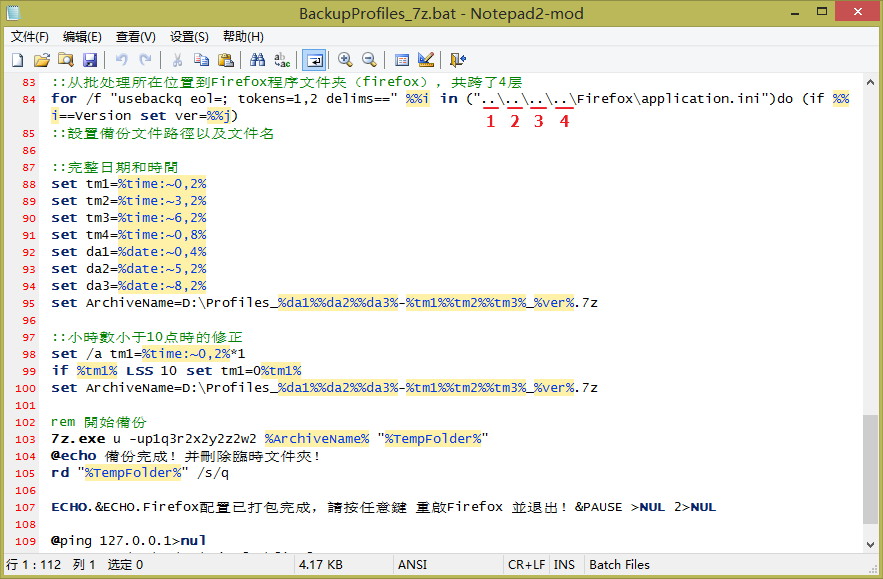 BackupProfiles_7z.bat - Notepad2-mod
文件(F) 编辑(E) 查看(V) 设置(S) 帮助(H)
83 ::从批处理所在位置到Firefox程序文件夹（firefox），共跨了4层
84 for /f "usebackq eol=; tokens=1,2 delims==" %%i in ("..\..\..\..\Firefox\application.ini")do (if %%
i==Version set ver=%%j)
1 2 3 4
85 ::設置備份文件路徑以及文件名
86
87 ::完整日期和時間
88 set tm1=%time:~0,2%
89 set tm2=%time:~3,2%
90 set tm3=%time:~6,2%
91 set tm4=%time:~0,8%
92 set da1=%date:~0,4%
93 set da2=%date:~5,2%
94 set da3=%date:~8,2%
95 set ArchiveName=D:\Profiles_%da1%%da2%%da3%-%tm1%%tm2%%tm3%_%ver%.7z
96
97 ::小時數小于10点時的修正
98 set /a tm1=%time:~0,2%*1
99 if %tm1% LSS 10 set tm1=0%tm1%
100 set ArchiveName=D:\Profiles_%da1%%da2%%da3%-%tm1%%tm2%%tm3%_%ver%.7z
101
102 rem 開始備份
103 7z.exe u -up1q3r2x2y2z2w2 %ArchiveName% "%TempFolder%"
104 @echo 備份完成！并刪除臨時文件夾！
105 rd "%TempFolder%" /s/q
106
107 ECHO.&ECHO.Firefox配置已打包完成，請按任意鍵 重啟Firefox 並退出！&PAUSE >NUL 2>NUL
108
109 @ping 127.0.0.1>nul
行 1 : 112 列 1 选定 0 4.17 KB ANSI CR+LF INS Batch Files